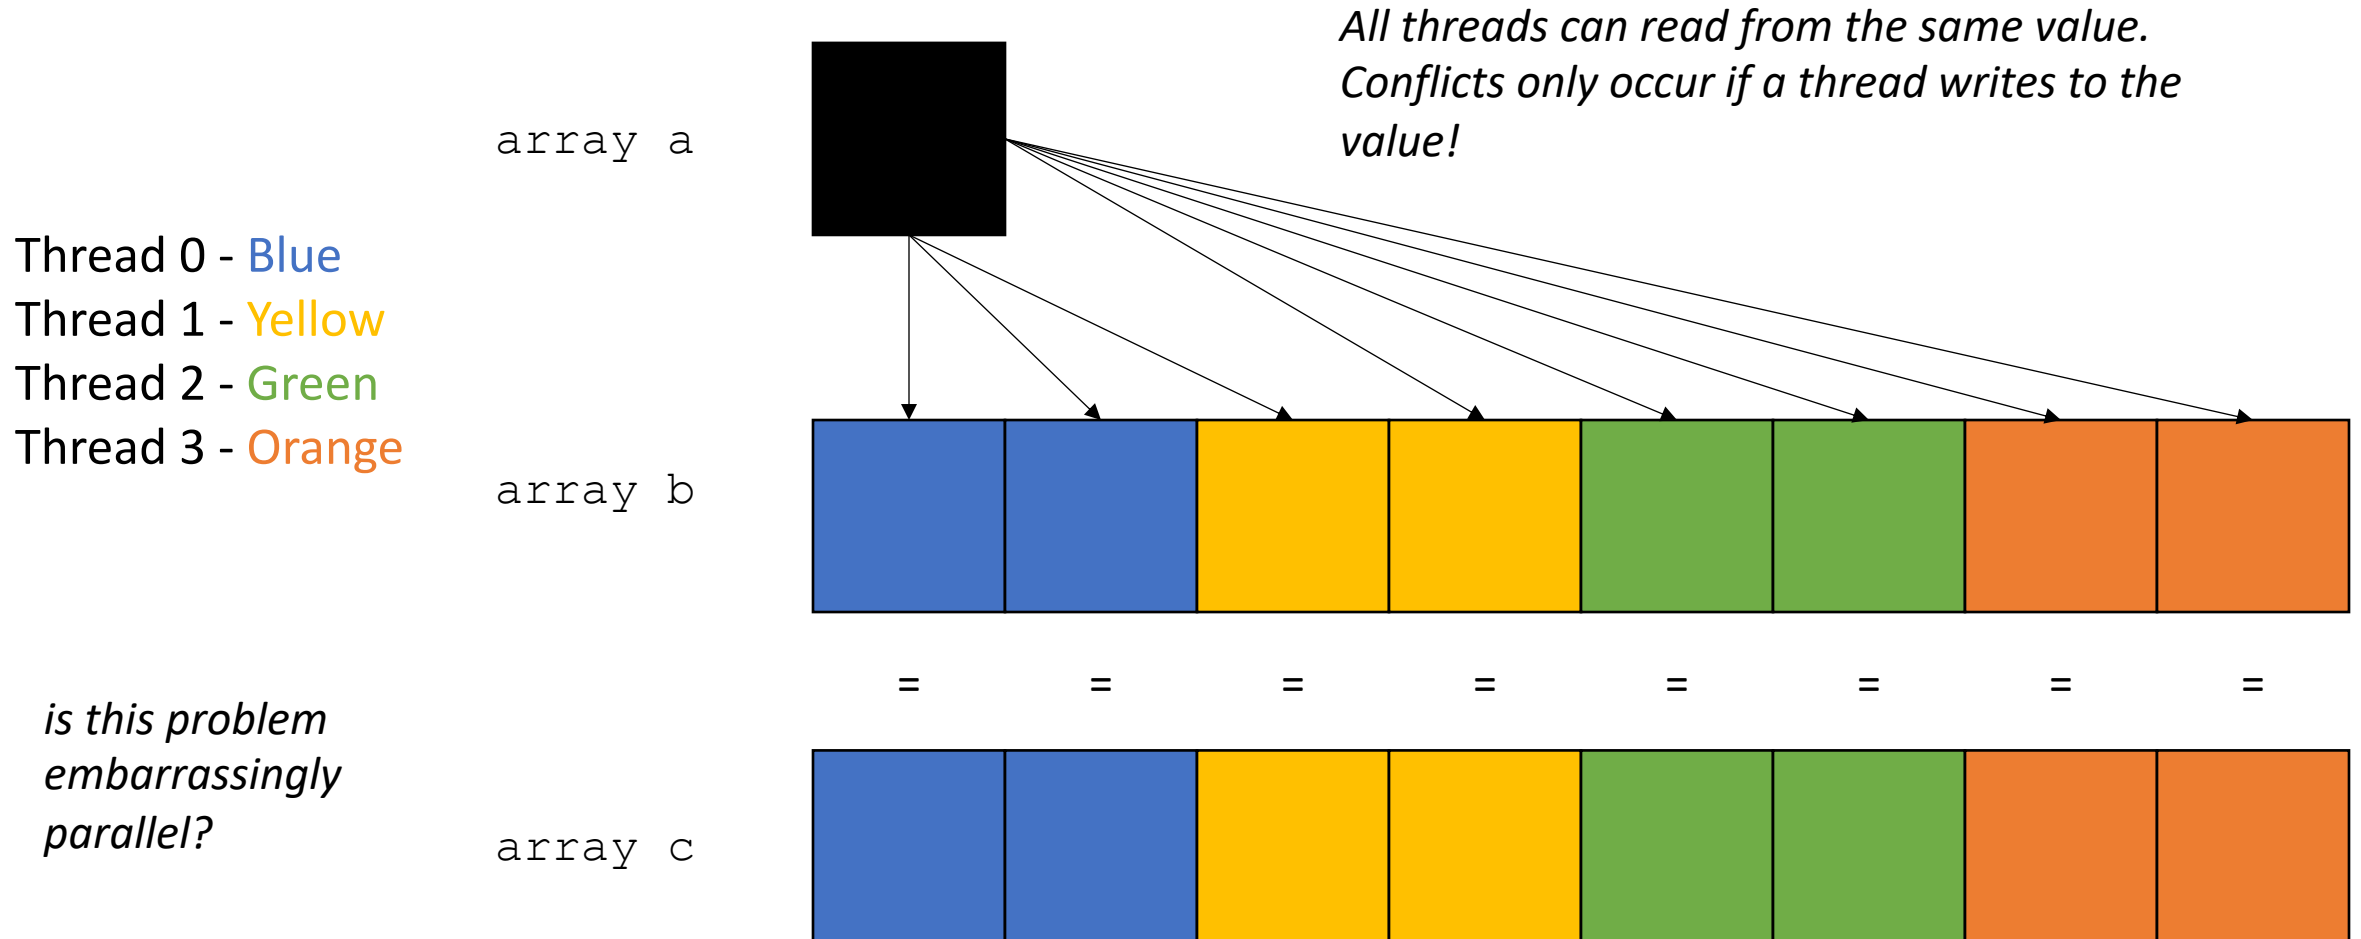 All threads can read from the same value.
Conflicts only occur if a thread writes to the
value!
array a
Thread 0 - Blue
Thread 1 - Yellow
Thread 2 - Green
Thread 3 - Orange
array b
= = = = = = = =
is this problem
embarrassingly
parallel?
array c